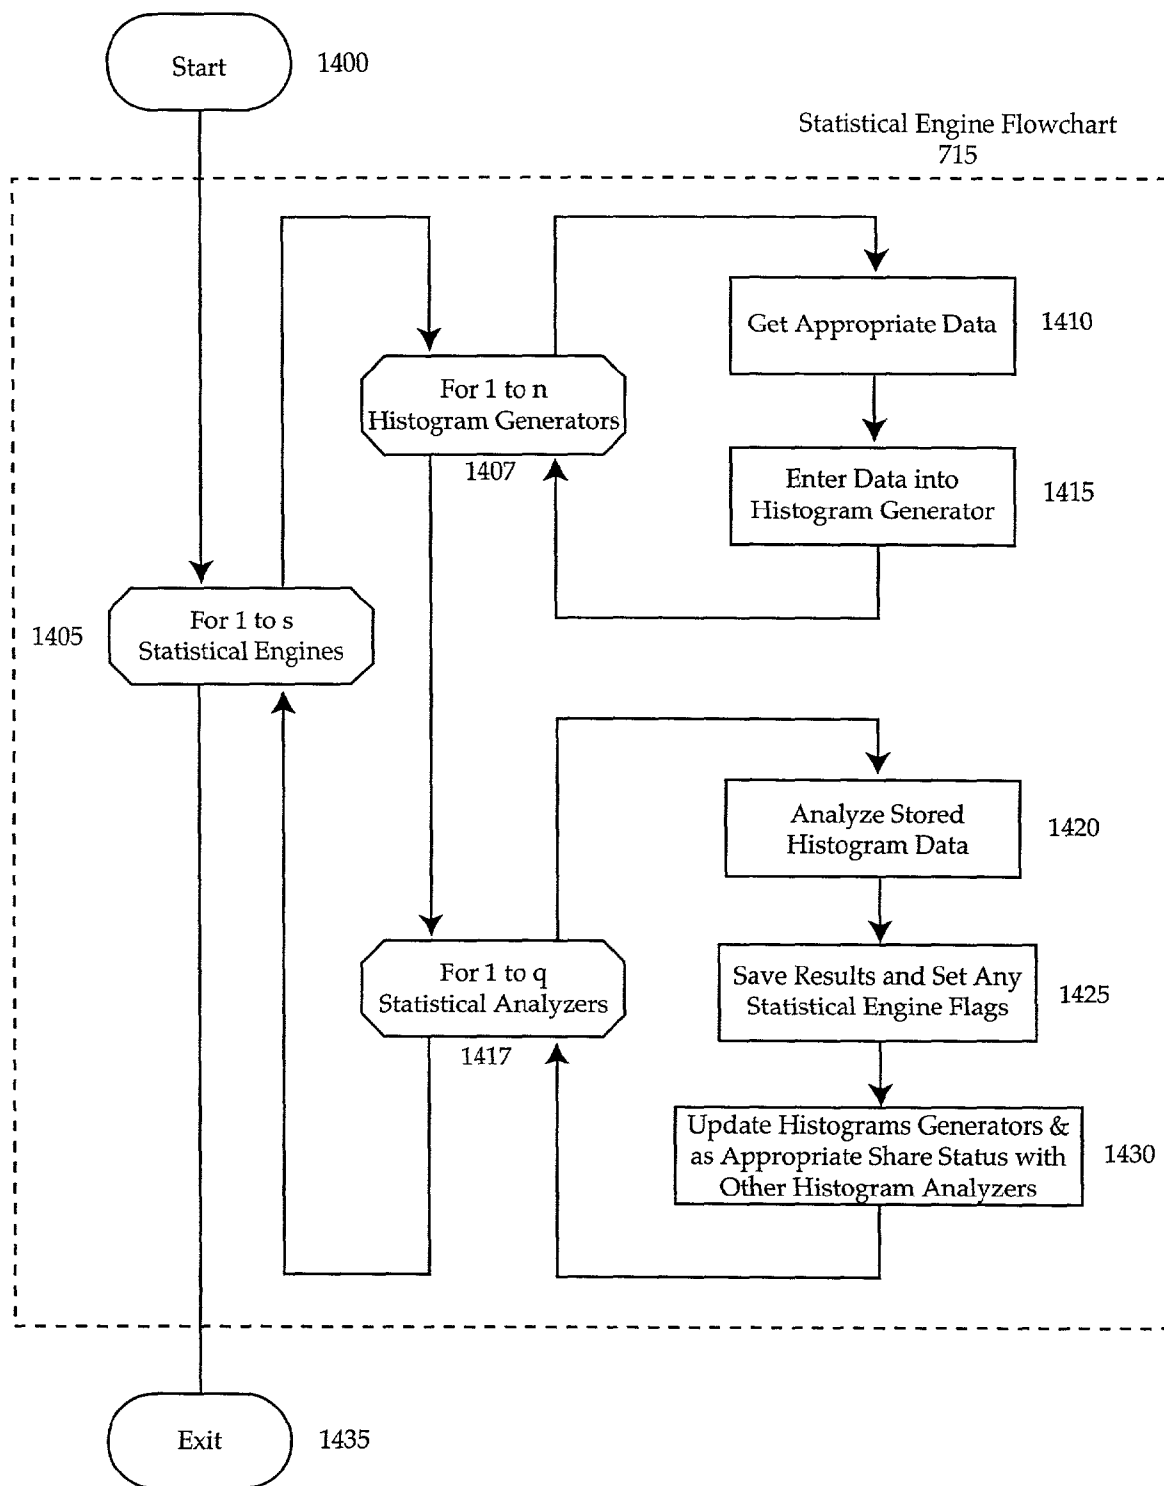 Start
1400
Statistical Engine Flowchart
715
Get Appropriate Data
1410
For 1 to n
Histogram Generators
1407
Enter Data into
Histogram Generator
1415
1405
For 1 to s
Statistical Engines
Analyze Stored
Histogram Data
1420
For 1 to q
Statistical Analyzers
1417
Save Results and Set Any
Statistical Engine Flags
1425
Update Histograms Generators &
as Appropriate Share Status with
Other Histogram Analyzers
1430
Exit
1435